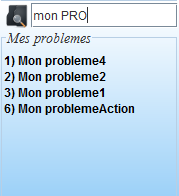 mon PRO
Mes problemes
1) Mon probleme4
2) Mon probleme2
3) Mon probleme1
6) Mon problemeAction